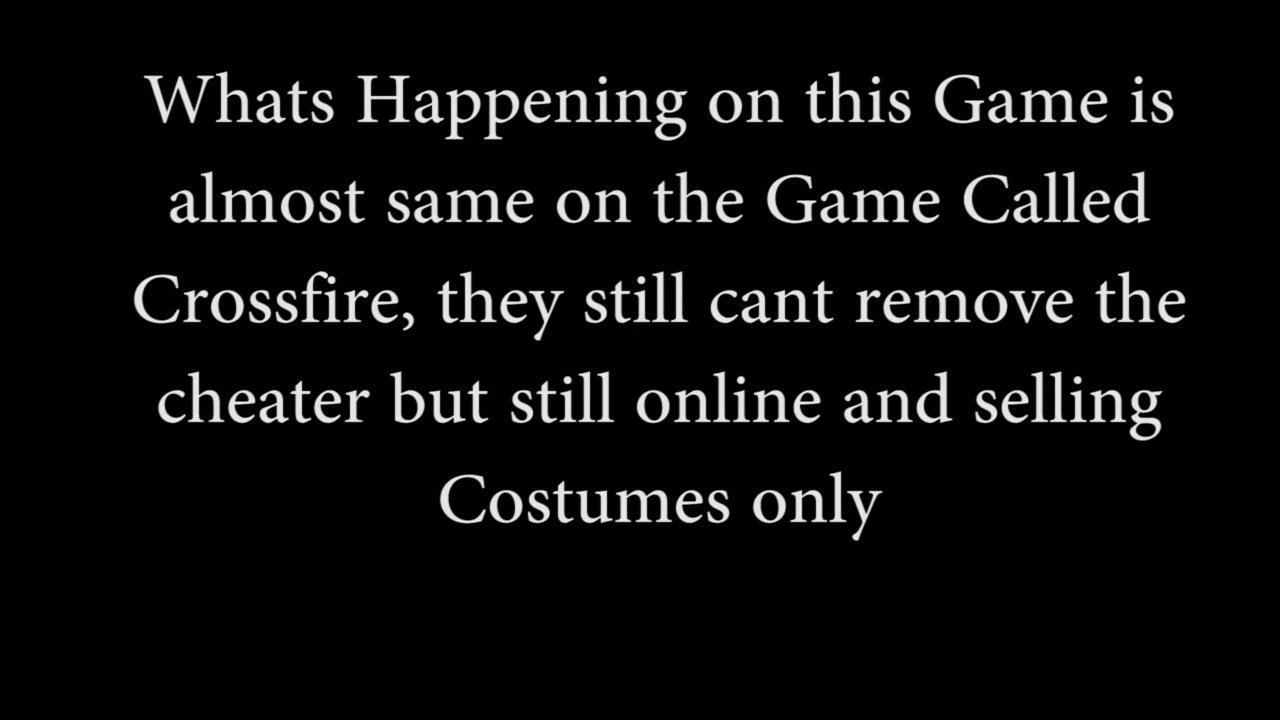 Whats Happening on this Game is
almost same on the Game Called
Crossfire, they still cant remove the
cheater but still online and selling
Costumes only